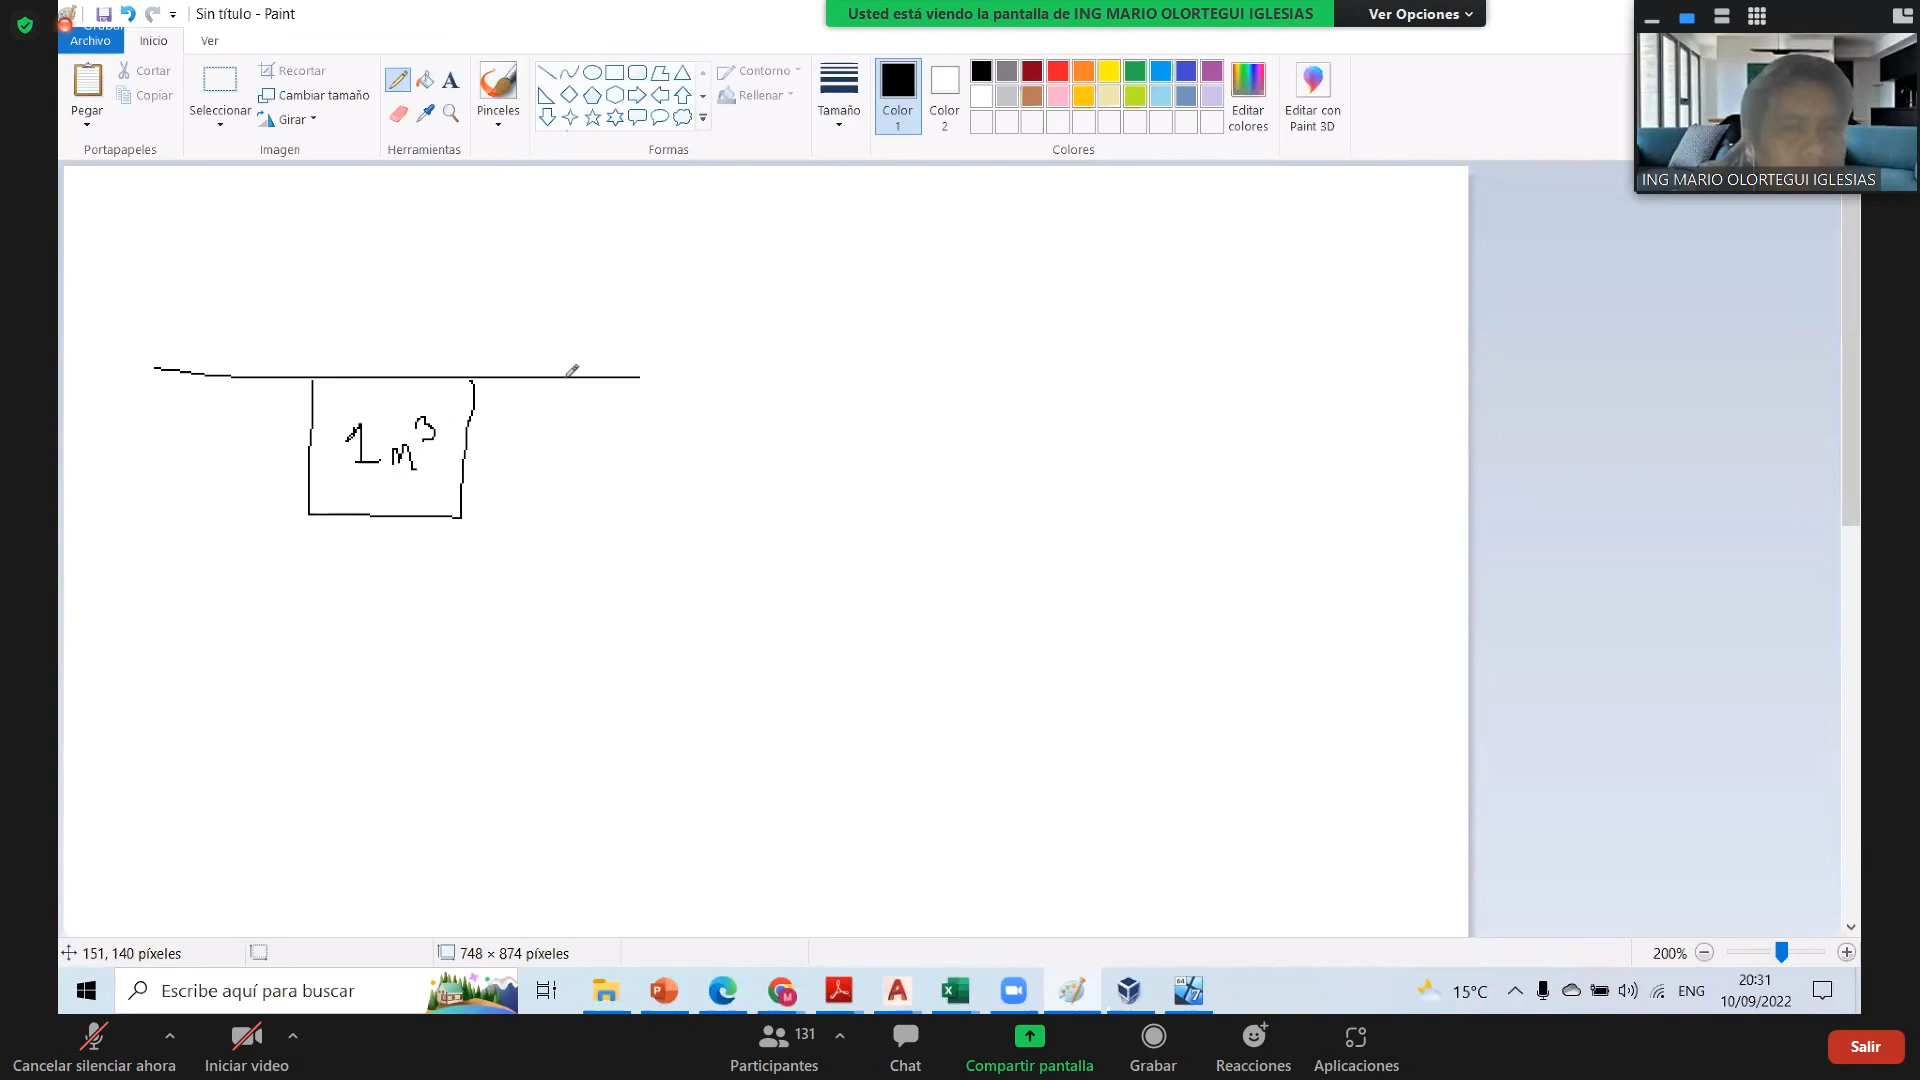 Sin título - Paint
Usted está viendo la pantalla de ING MARIO OLORTEGUI IGLESIAS
Ver Opciones
Archivo
Inicio
Ver
Pegar
Cortar
Copiar
Portapapeles
Seleccionar
Recortar
Cambiar tamaño
Girar
Imagen
Herramientas
Pinceles
Formas
Contorno
Rellenar
Tamaño
Color 1
Color 2
Editar colores
Editar con Paint 3D
Colores
ING MARIO OLORTEGUI IGLESIAS
1 m³
151, 140 píxeles
748 × 874 píxeles
200%
Escribe aquí para buscar
15°C
ENG
20:31
10/09/2022
Cancelar silenciar ahora
Iniciar video
Participantes
131
Chat
Compartir pantalla
Grabar
Reacciones
Aplicaciones
Salir